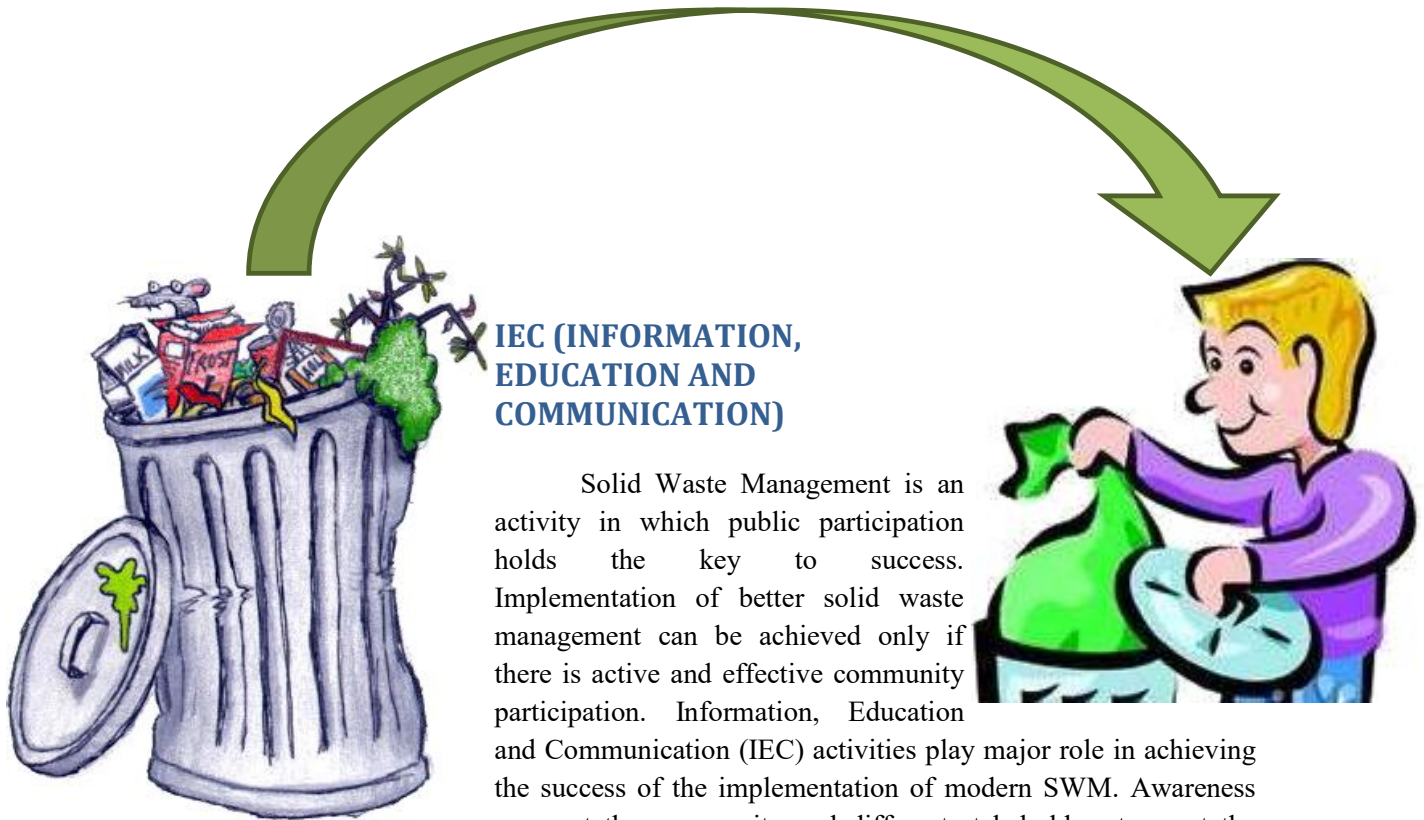 MILK
FROST
IEC (INFORMATION,
EDUCATION AND
COMMUNICATION)
Solid Waste Management is an
activity in which public participation
holds the key to success.
Implementation of better solid waste
management can be achieved only if
there is active and effective community
participation. Information, Education
and Communication (IEC) activities play major role in achieving
the success of the implementation of modern SWM. Awareness